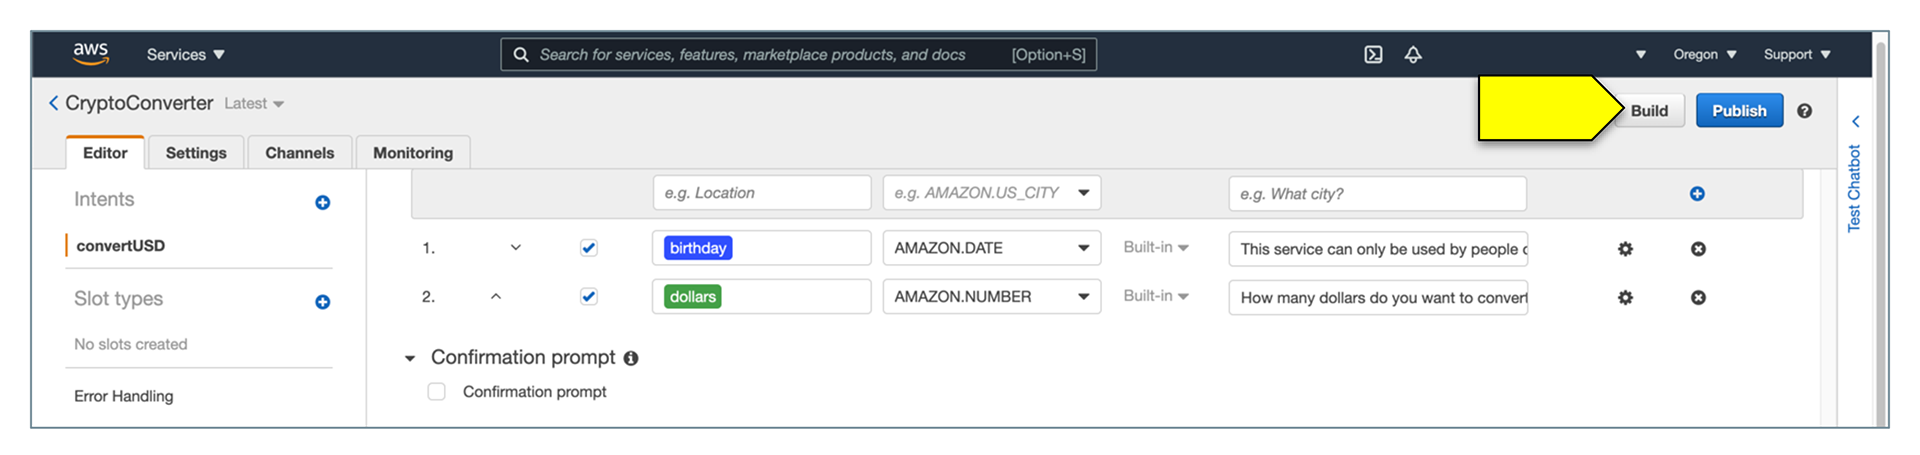 aws Services Search for services, features, marketplace products, and docs [Option+S] Oregon Support
CryptoConverter Latest Build Publish ?
Editor Settings Channels Monitoring
Test Chatbot
Intents
convertUSD
Slot types
No slots created
Error Handling
e.g. Location e.g. AMAZON.US_CITY e.g. What city?
1. birthday AMAZON.DATE Built-in This service can only be used by people
2. dollars AMAZON.NUMBER Built-in How many dollars do you want to convert
Confirmation prompt
Confirmation prompt